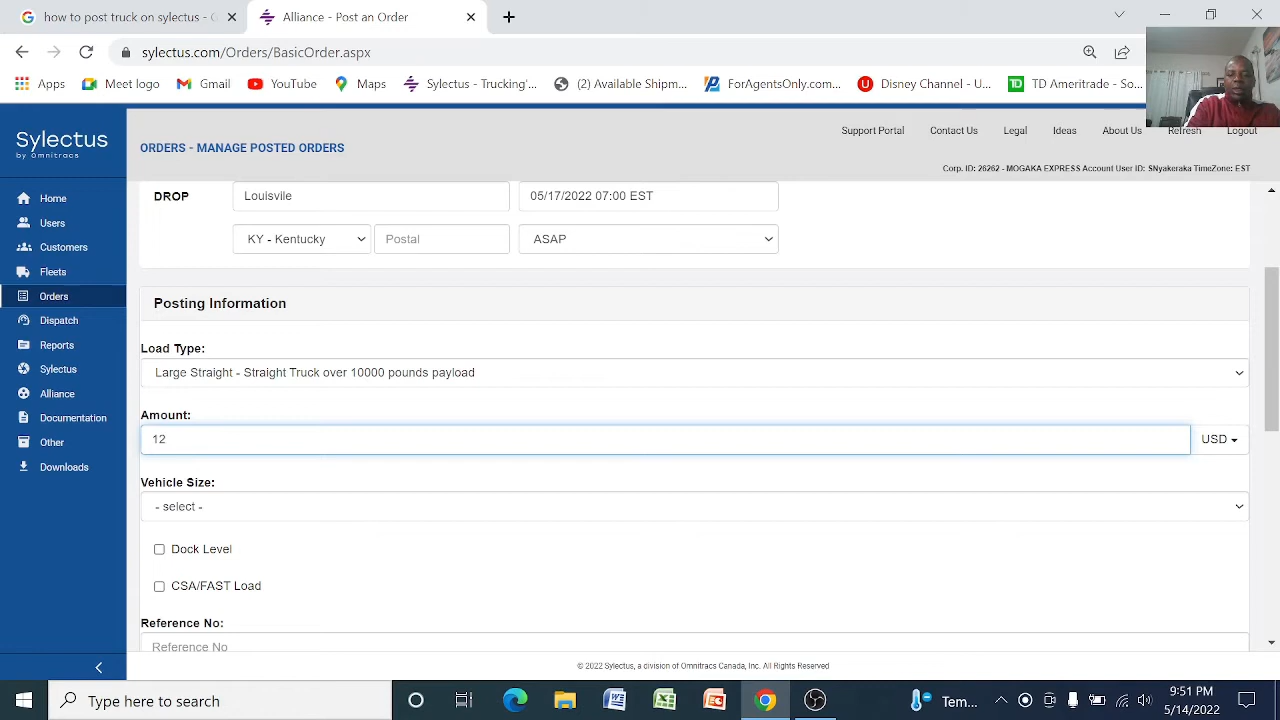 how to post truck on sylectus -
Alliance - Post an Order
sylectus.com/Orders/BasicOrder.aspx
Apps
Meet logo
Gmail
YouTube
Maps
Sylectus - Trucking'...
(2) Available Shipm...
ForAgentsOnly.com...
Disney Channel - U...
TD Ameritrade - So...
Sylectus
by Omnitracs
Support Portal
Contact Us
Legal
Ideas
About Us
Refresh
Logout
ORDERS - MANAGE POSTED ORDERS
Corp. ID: 26262 - MOGAKA EXPRESS Account User ID: SNyakeraka TimeZone: EST
Home
Users
Customers
Fleets
Orders
Dispatch
Reports
Sylectus
Alliance
Documentation
Other
Downloads
DROP
Louisvile
05/17/2022 07:00 EST
KY - Kentucky
Postal
ASAP
Posting Information
Load Type:
Large Straight - Straight Truck over 10000 pounds payload
Amount:
12
USD
Vehicle Size:
- select -
Dock Level
CSA/FAST Load
Reference No:
Reference No
© 2022 Sylectus, a division of Omnitracs Canada, Inc. All Rights Reserved
Type here to search
Tem...
9:51 PM
5/14/2022